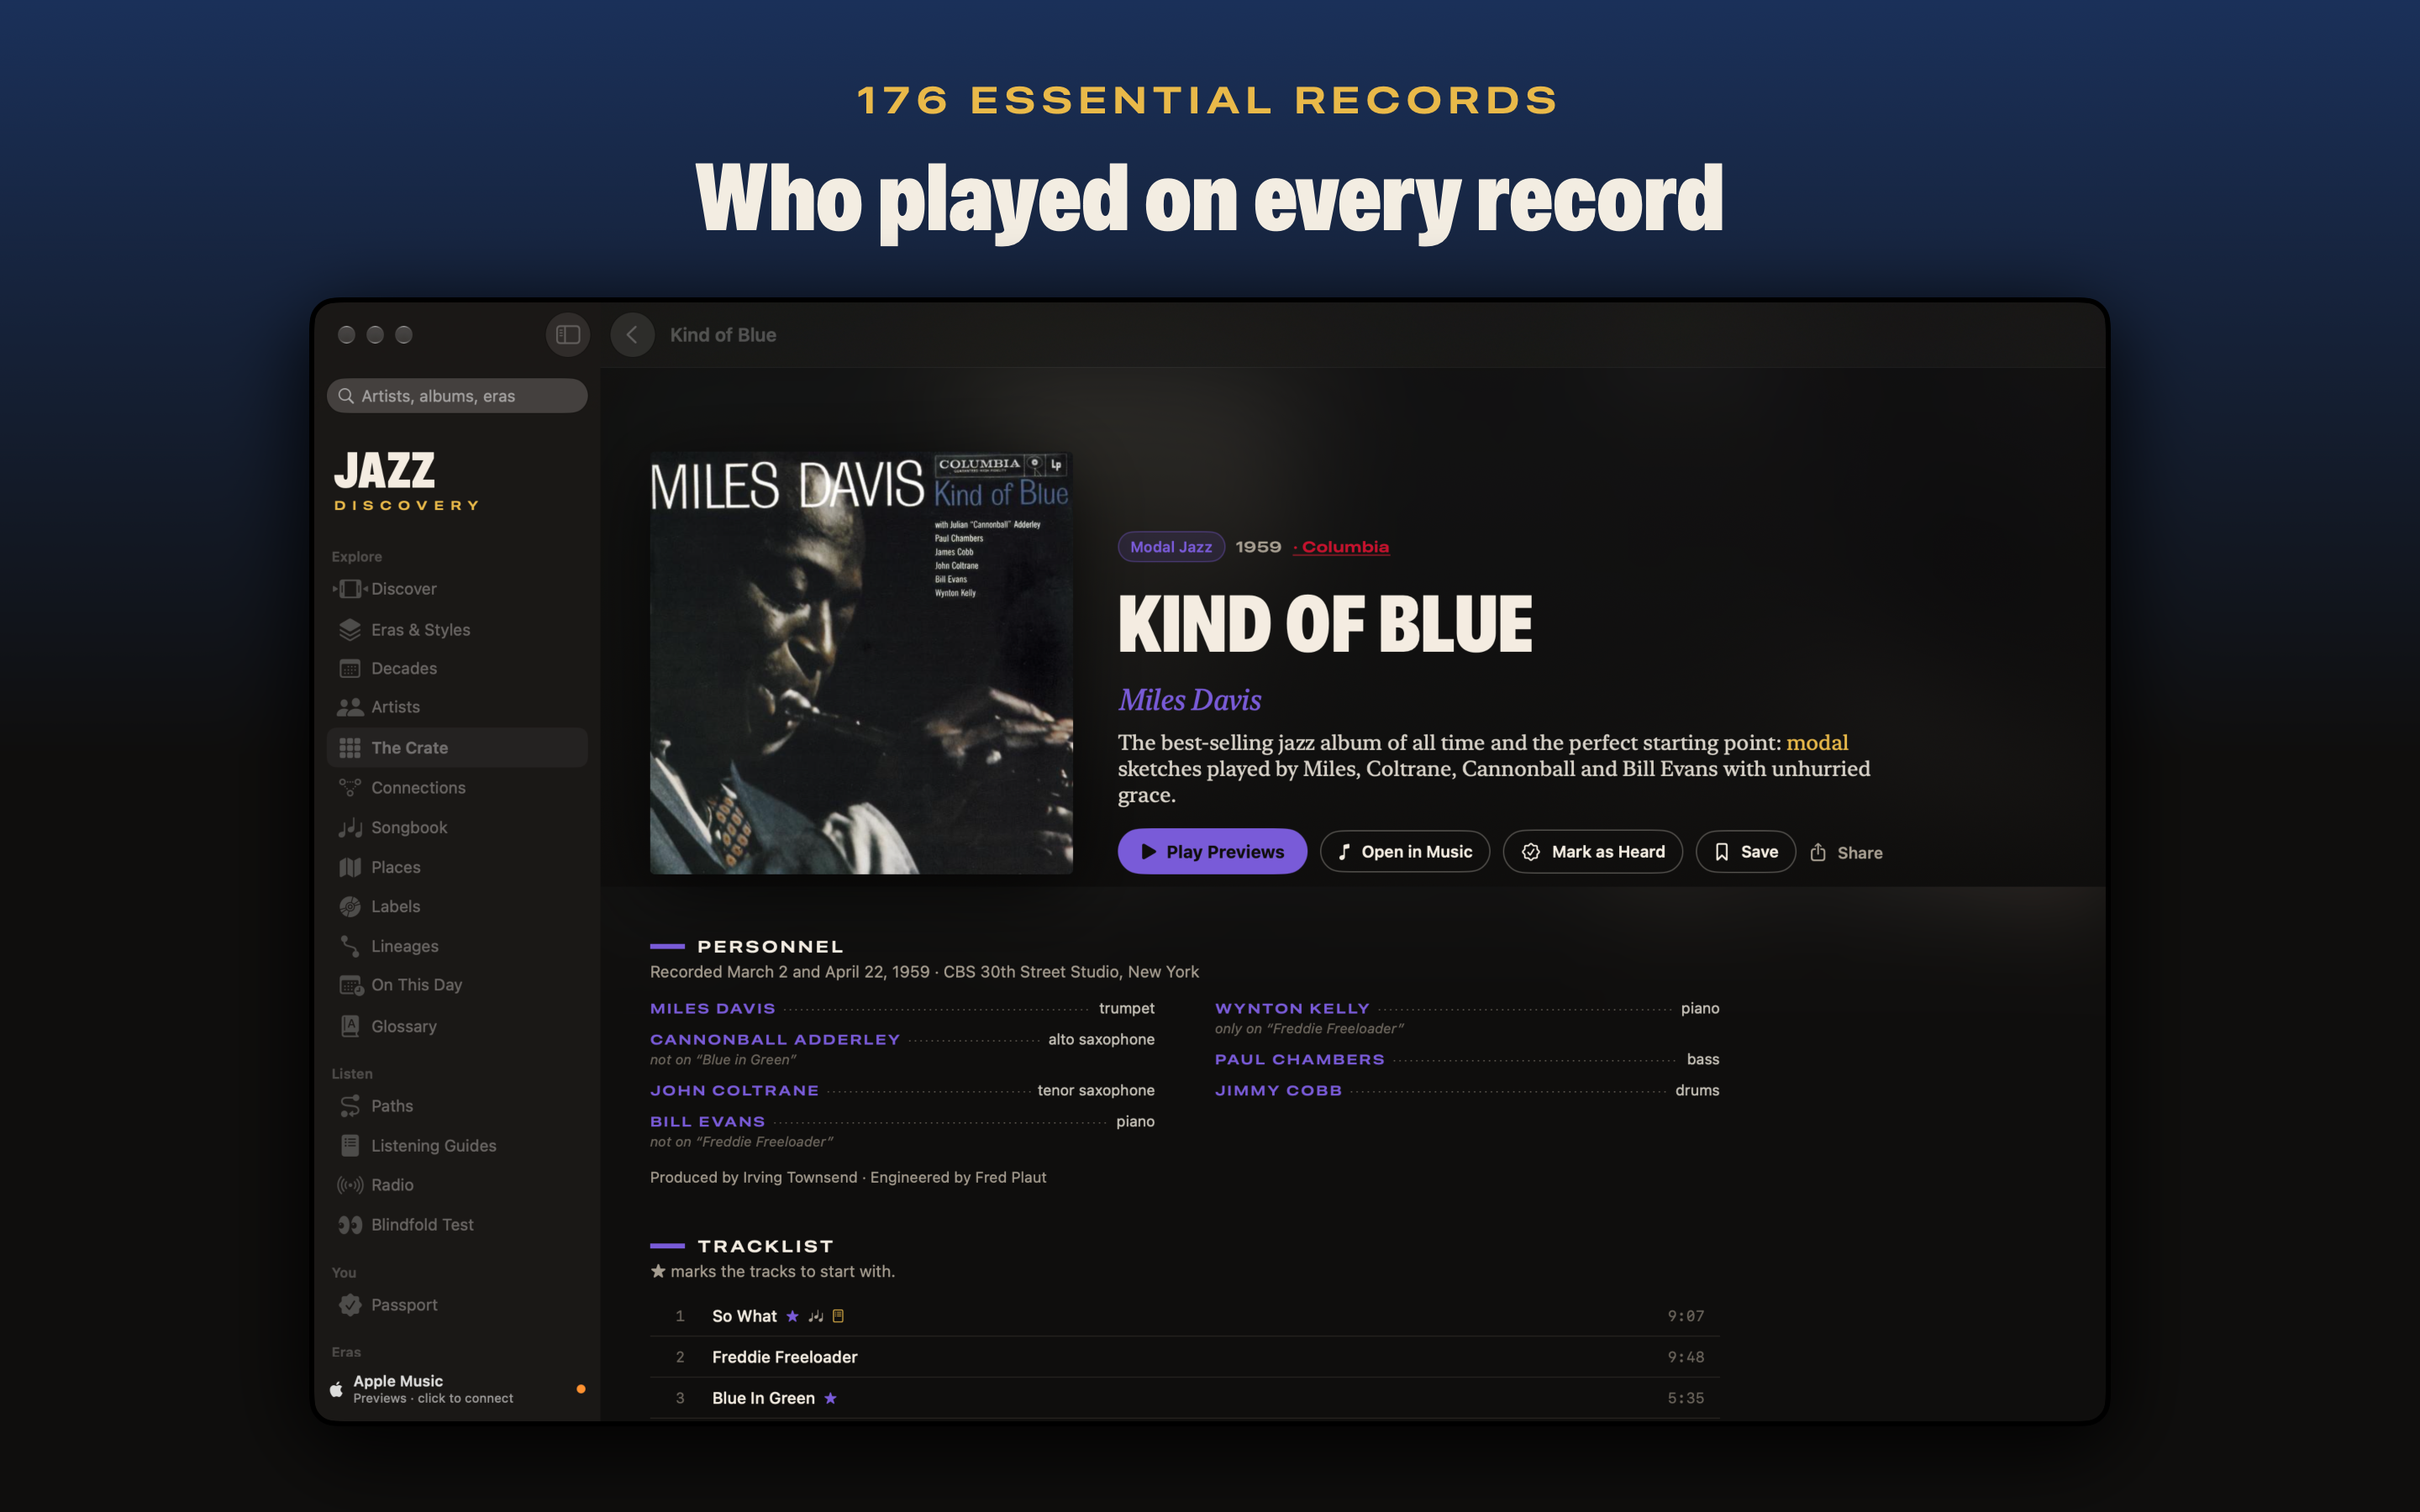 176 ESSENTIAL RECORDS
Who played on every record
Kind of Blue
Artists, albums, eras
JAZZ
DISCOVERY
Explore
Discover
Eras & Styles
Decades
Artists
The Crate
Connections
Songbook
Places
Labels
Lineages
On This Day
Glossary
Listen
Paths
Listening Guides
Radio
Blindfold Test
You
Passport
Eras
Apple Music
Previews · click to connect
MILES DAVIS
COLUMBIA
Lp
Kind of Blue
with Julian “Cannonball” Adderley
Paul Chambers
James Cobb
John Coltrane
Bill Evans
Wynton Kelly
Modal Jazz 1959 · Columbia
KIND OF BLUE
Miles Davis
The best-selling jazz album of all time and the perfect starting point: modal
sketches played by Miles, Coltrane, Cannonball and Bill Evans with unhurried
grace.
Play Previews Open in Music Mark as Heard Save Share
PERSONNEL
Recorded March 2 and April 22, 1959 · CBS 30th Street Studio, New York
MILES DAVIS trumpet
CANNONBALL ADDERLEY alto saxophone
not on “Blue in Green”
JOHN COLTRANE tenor saxophone
BILL EVANS piano
not on “Freddie Freeloader”
WYNTON KELLY piano
only on “Freddie Freeloader”
PAUL CHAMBERS bass
JIMMY COBB drums
Produced by Irving Townsend · Engineered by Fred Plaut
TRACKLIST
★ marks the tracks to start with.
1 So What ★ 9:07
2 Freddie Freeloader 9:48
3 Blue In Green ★ 5:35